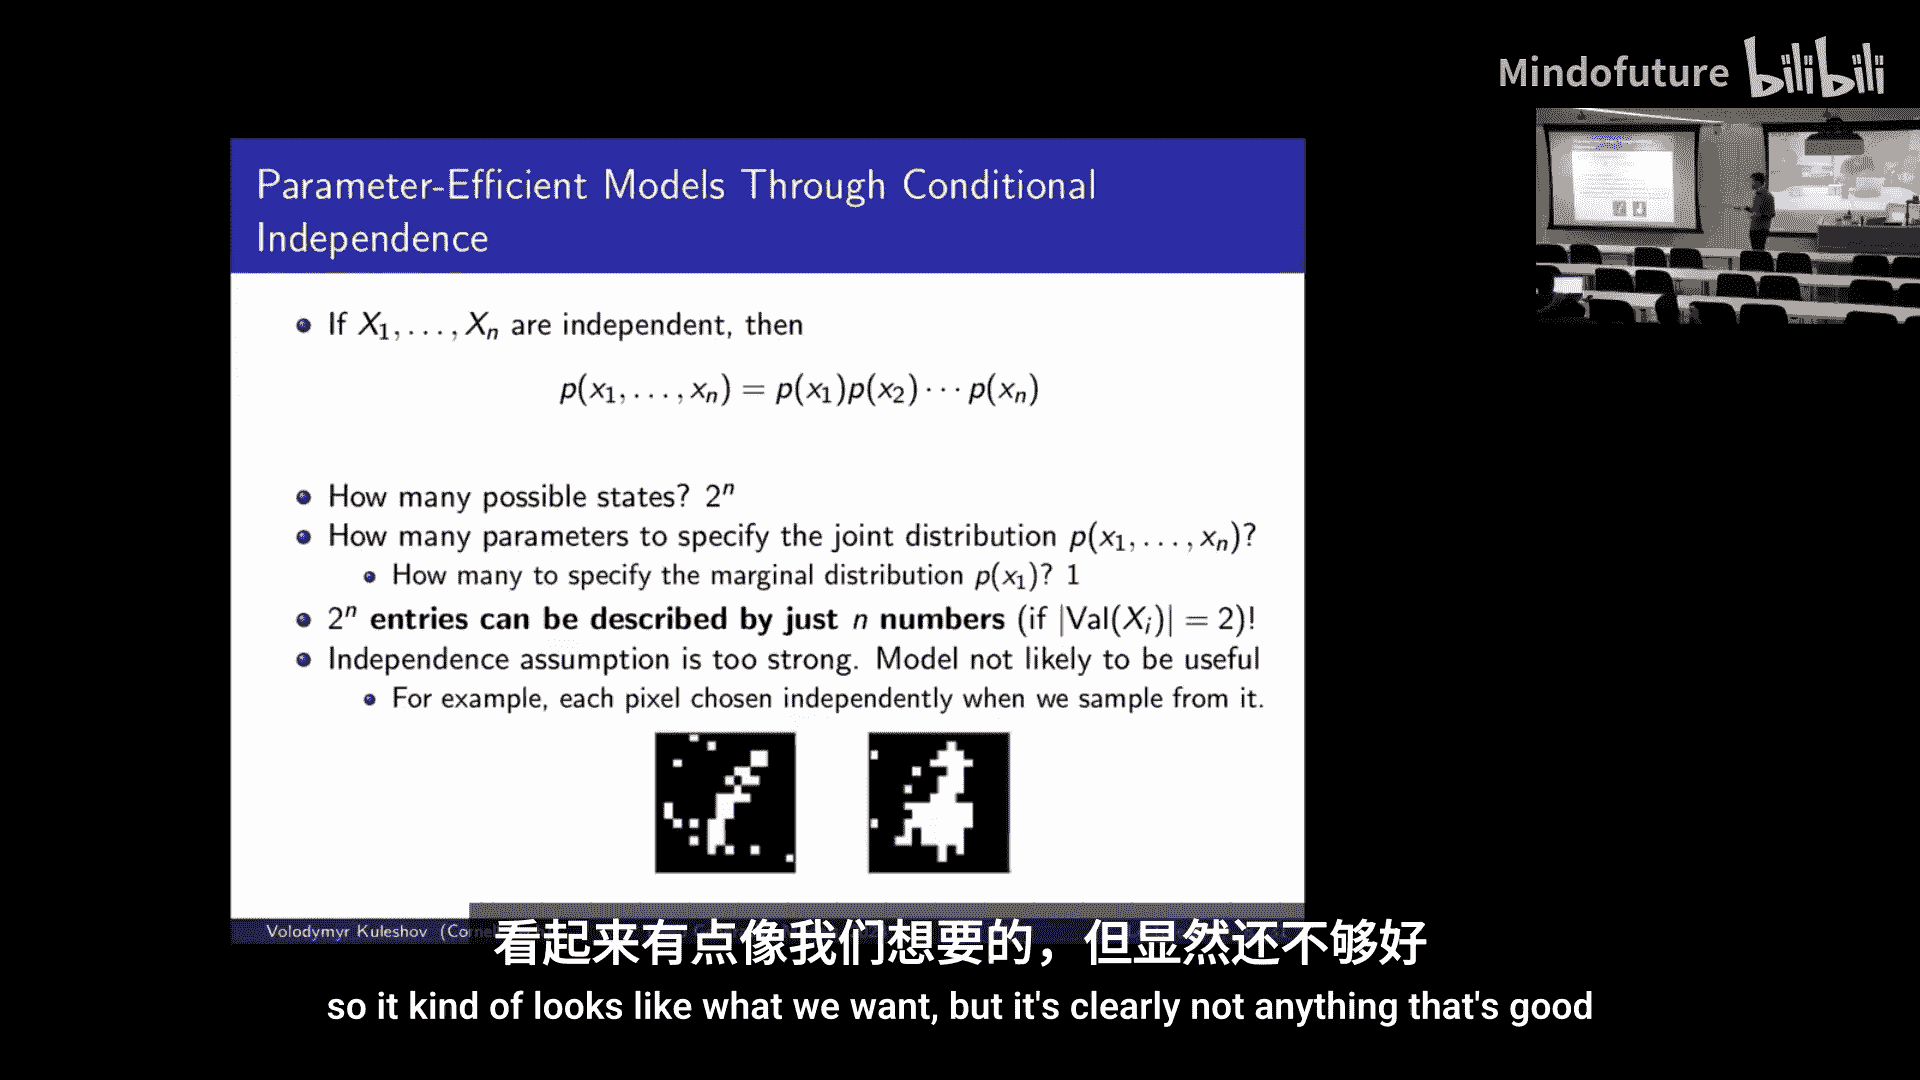 Mindofuture bilibili
Parameter-Efficient Models Through Conditional
Independence
If X₁, . . . , Xₙ are independent, then
p(x₁, . . . , xₙ) = p(x₁)p(x₂) · · · p(xₙ)
How many possible states? 2ⁿ
How many parameters to specify the joint distribution p(x₁, . . . , xₙ)?
How many to specify the marginal distribution p(x₁)? 1
2ⁿ entries can be described by just n numbers (if |Val(Xᵢ)| = 2)!
Independence assumption is too strong. Model not likely to be useful
For example, each pixel chosen independently when we sample from it.
Volodymyr Kuleshov
看起来有点像我们想要的，但显然还不够好
so it kind of looks like what we want, but it's clearly not anything that's good